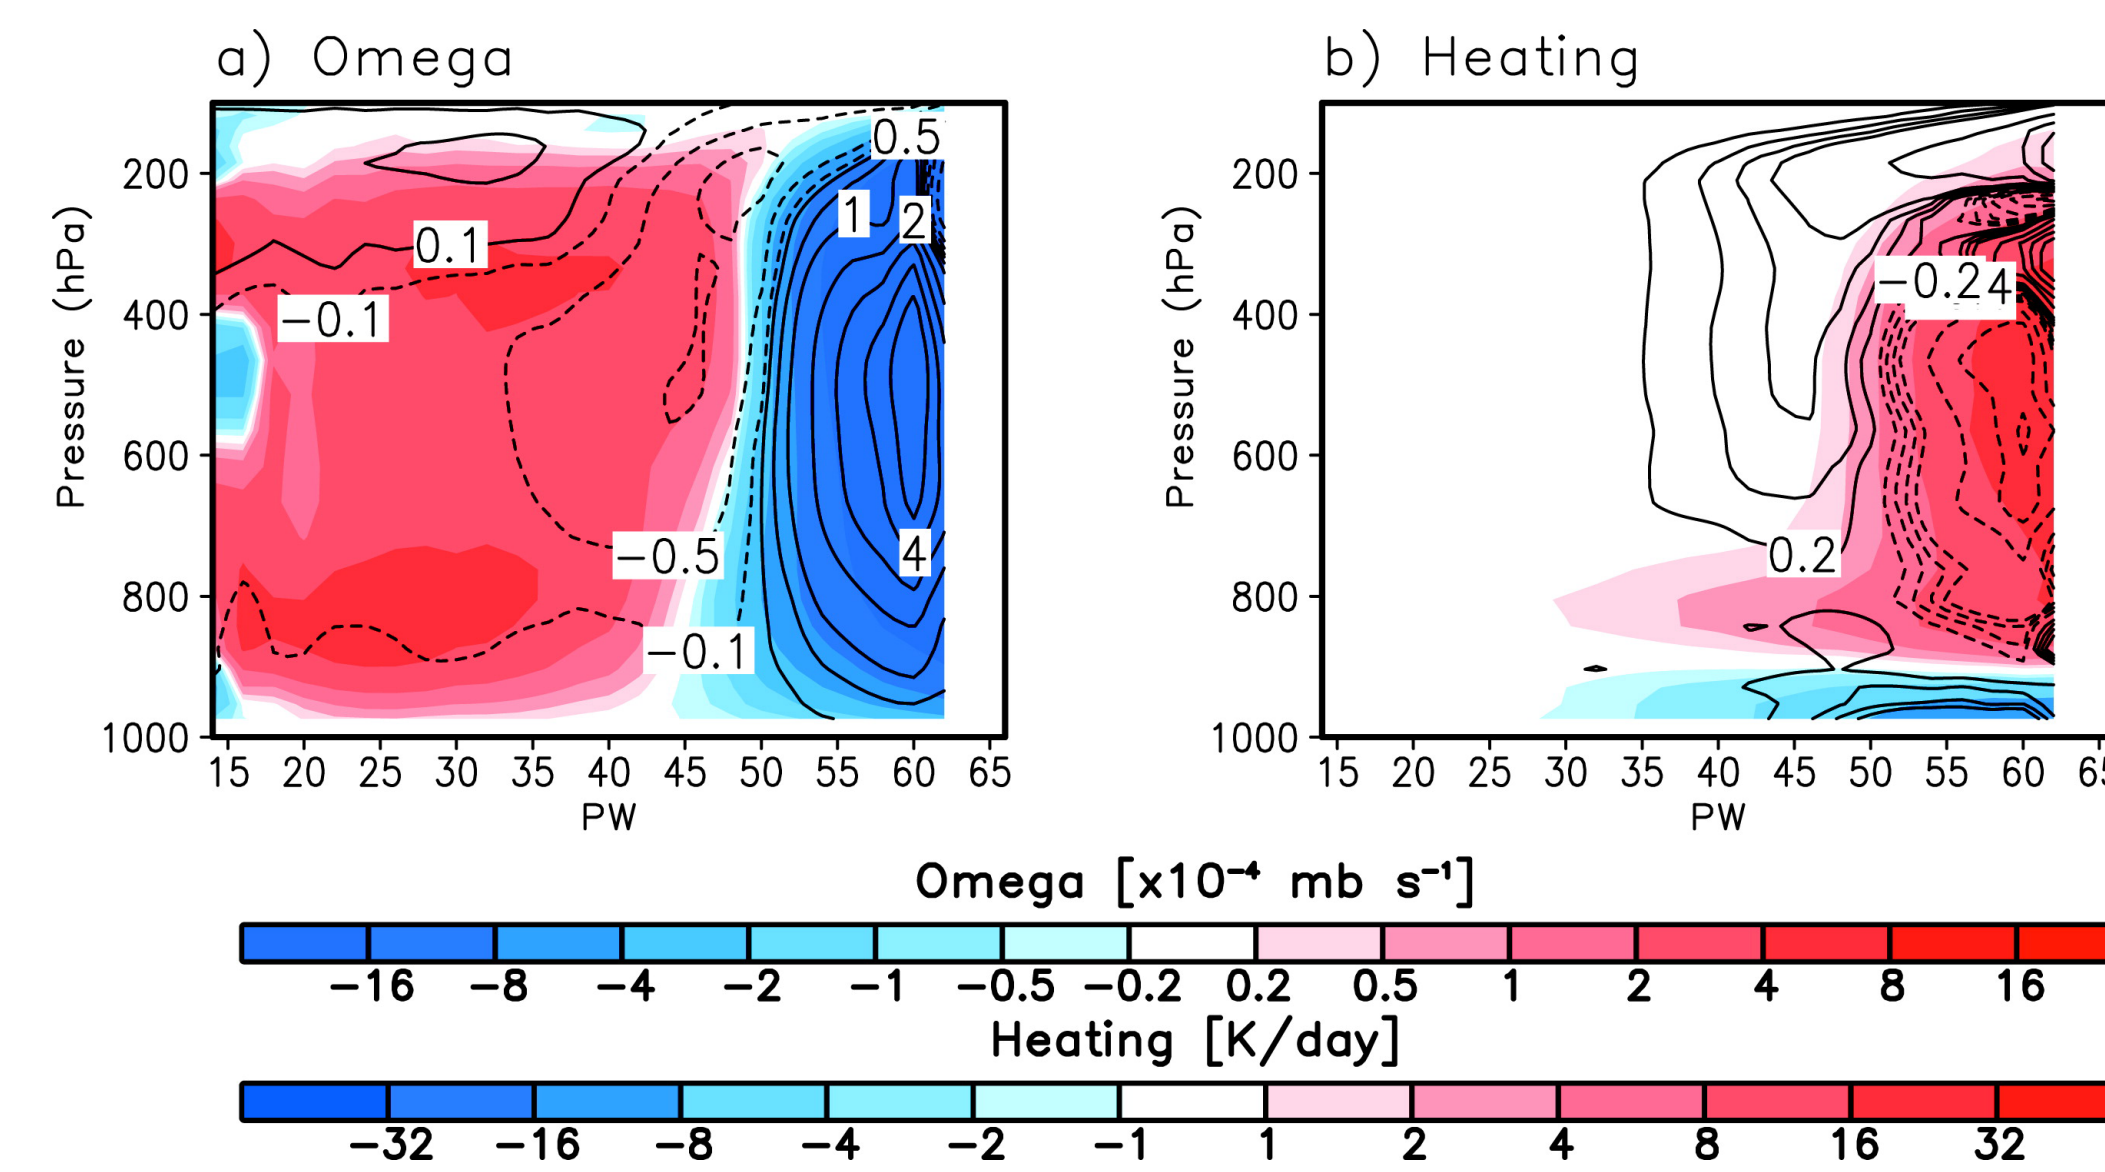 a) Omega
b) Heating
Pressure (hPa)
200
400
600
800
1000
0.5
1
2
0.1
−0.1
−0.5
4
−0.1
15 20 25 30 35 40 45 50 55 60 65
PW
Pressure (hPa)
200
400
600
800
1000
−0.24
0.2
15 20 25 30 35 40 45 50 55 60
PW
Omega [x10⁻⁴ mb s⁻¹]
−16 −8 −4 −2 −1 −0.5 −0.2 0.2 0.5 1 2 4 8 16
Heating [K/day]
−32 −16 −8 −4 −2 −1 1 2 4 8 16 32